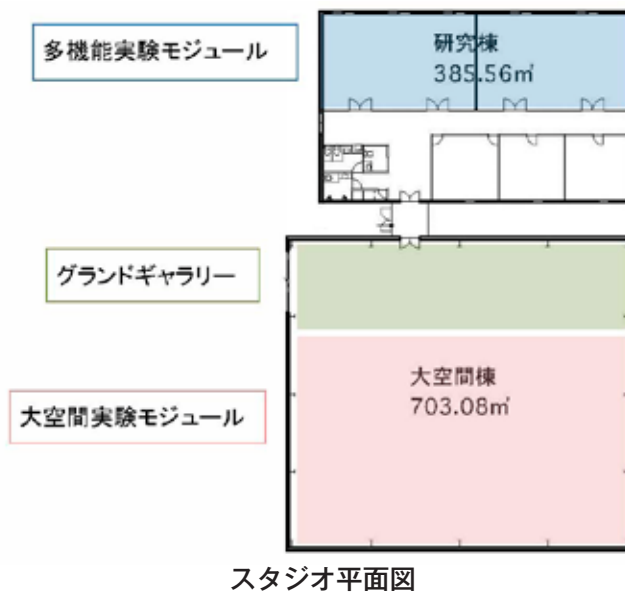 多機能実験モジュール
研究棟
385.56㎡
グランドギャラリー
大空間棟
703.08㎡
大空間実験モジュール
スタジオ平面図